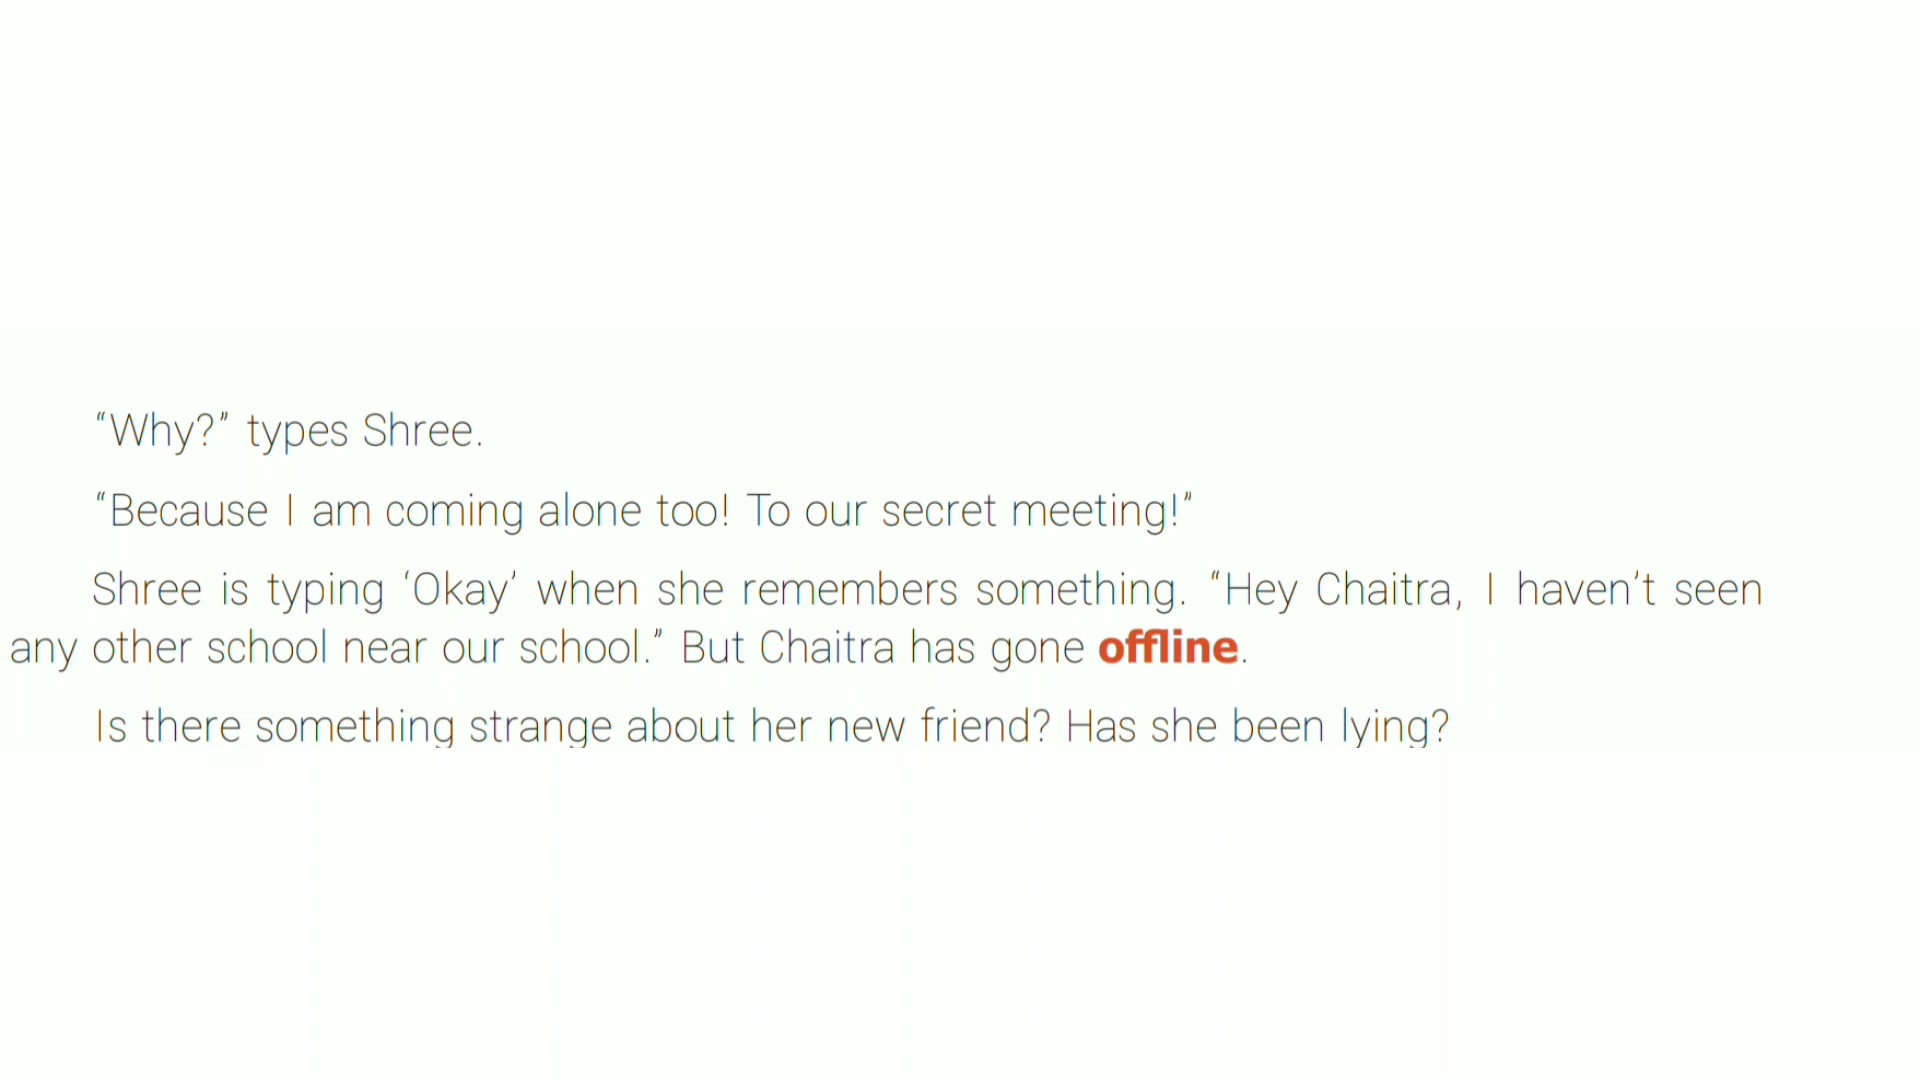 “Why?” types Shree.
“Because I am coming alone too! To our secret meeting!”
Shree is typing ‘Okay’ when she remembers something. “Hey Chaitra, I haven’t seen
any other school near our school.” But Chaitra has gone offline.
Is there something strange about her new friend? Has she been lying?